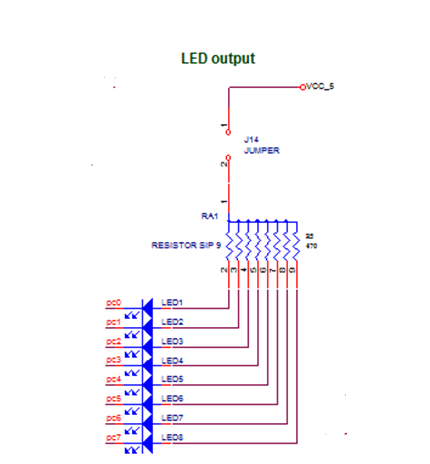 LED output
VCC_5
1
J14
JUMPER
2
1
RA1
RESISTOR SIP 9
470
2 3 4 5 6 7 8 9
pc0 LED1
pc1 LED2
pc2 LED3
pc3 LED4
pc4 LED5
pc5 LED6
pc6 LED7
pc7 LED8